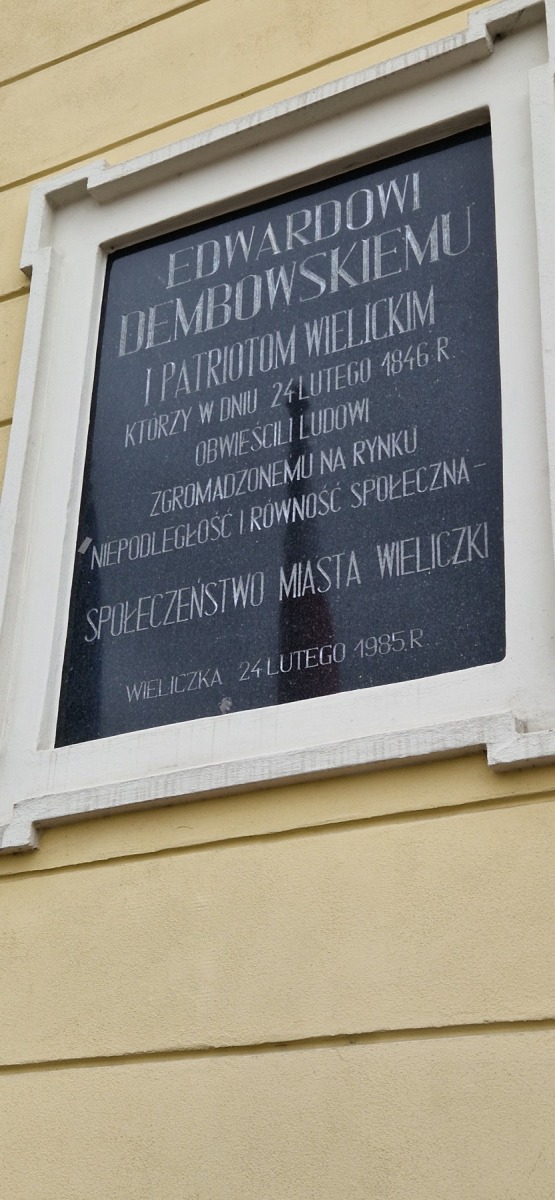 EDWARDOWI
DEMBOWSKIEMU
I PATRIOTOM WIELICKIM
KTÓRZY W DNIU 24 LUTEGO 1846 R.
OBWIEŚCILI LUDOWI
ZGROMADZONEMU NA RYNKU
NIEPODLEGŁOŚĆ I RÓWNOŚĆ SPOŁECZNA –
SPOŁECZEŃSTWO MIASTA WIELICZKI
WIELICZKA 24 LUTEGO 1985.R.